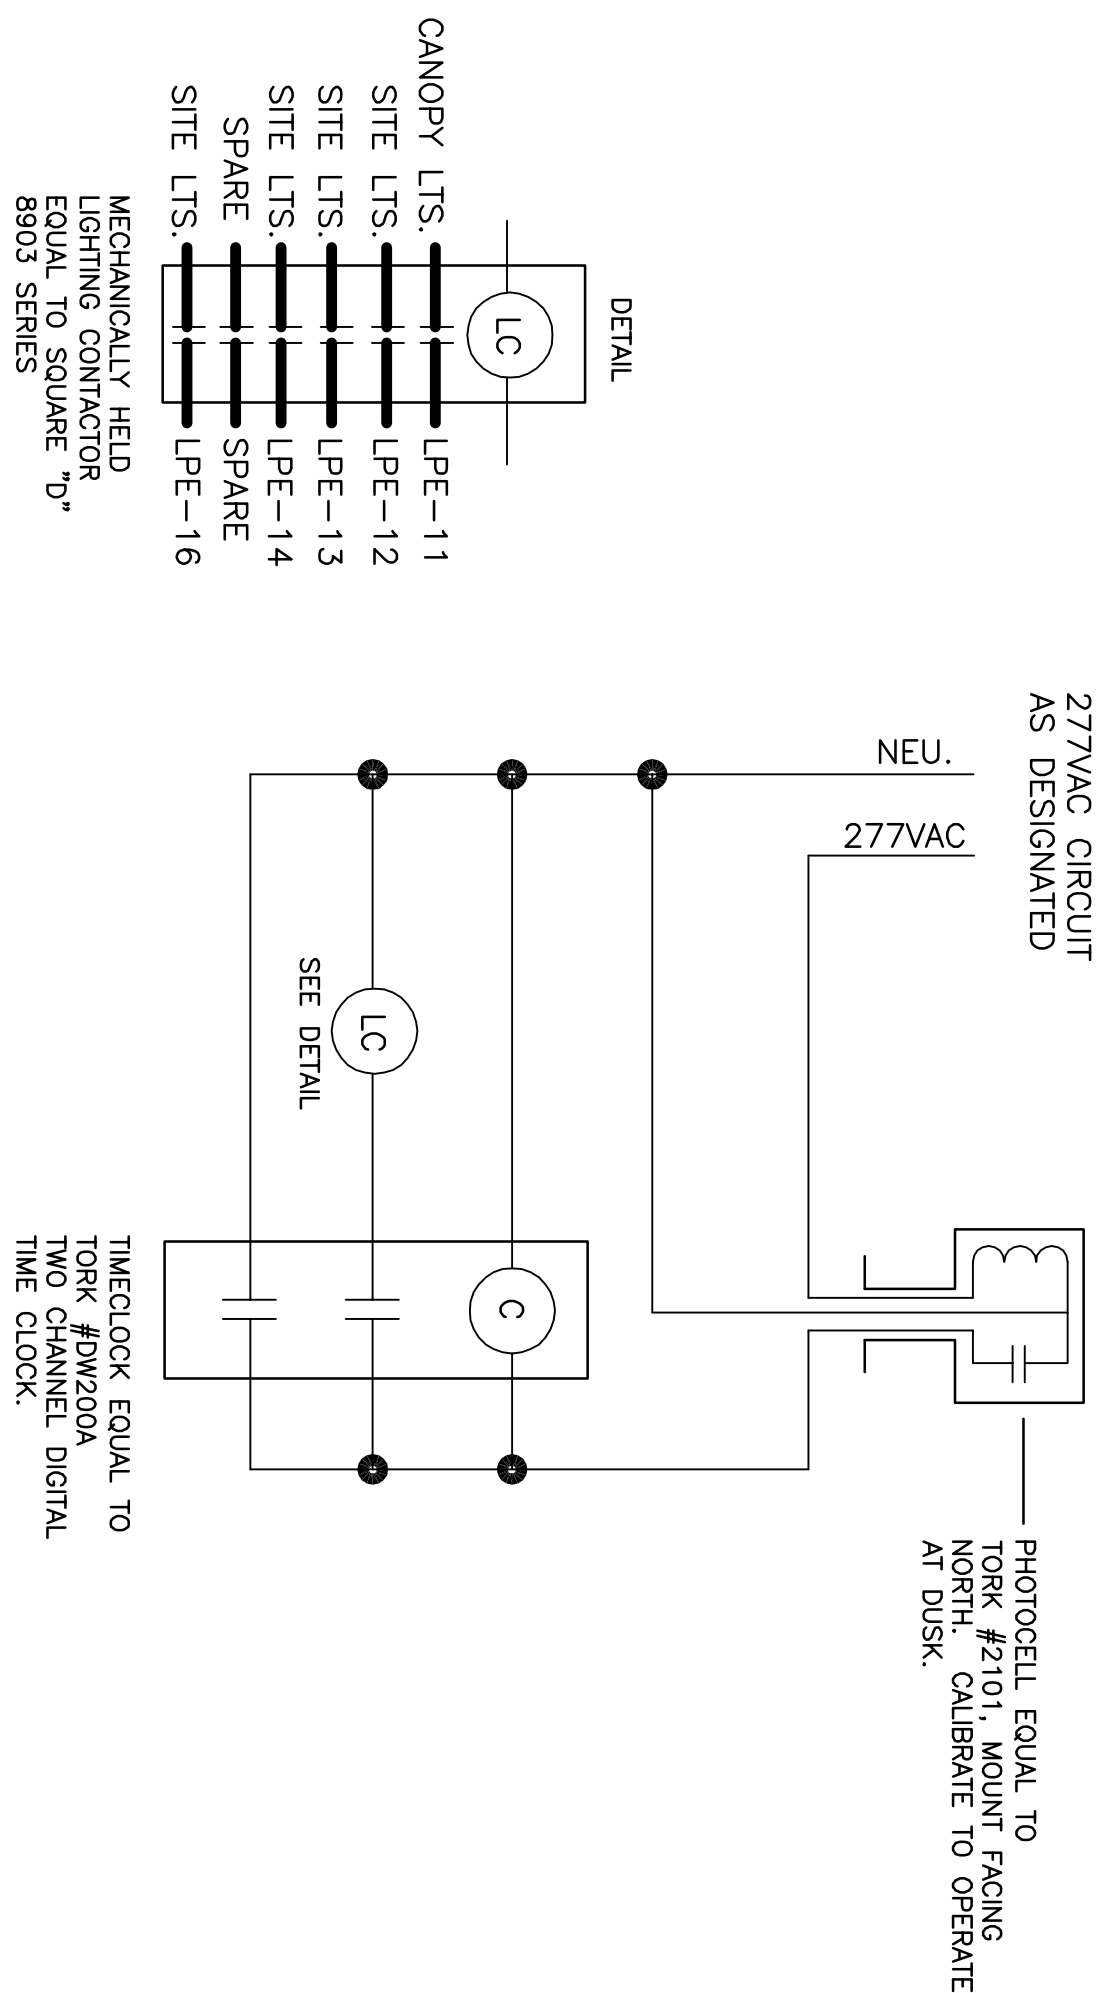 277VAC CIRCUIT
AS DESIGNATED
NEU.
277VAC
PHOTOCELL EQUAL TO
TORK #2101, MOUNT FACING
NORTH. CALIBRATE TO OPERATE
AT DUSK.
DETAIL
LC
CANOPY LTS. LPE-11
SITE LTS. LPE-12
SITE LTS. LPE-13
SITE LTS. LPE-14
SPARE SPARE
SITE LTS. LPE-16
MECHANICALLY HELD
LIGHTING CONTACTOR
EQUAL TO SQUARE "D"
8903 SERIES
C
LC
SEE DETAIL
TIMECLOCK EQUAL TO
TORK #DW200A
TWO CHANNEL DIGITAL
TIME CLOCK.